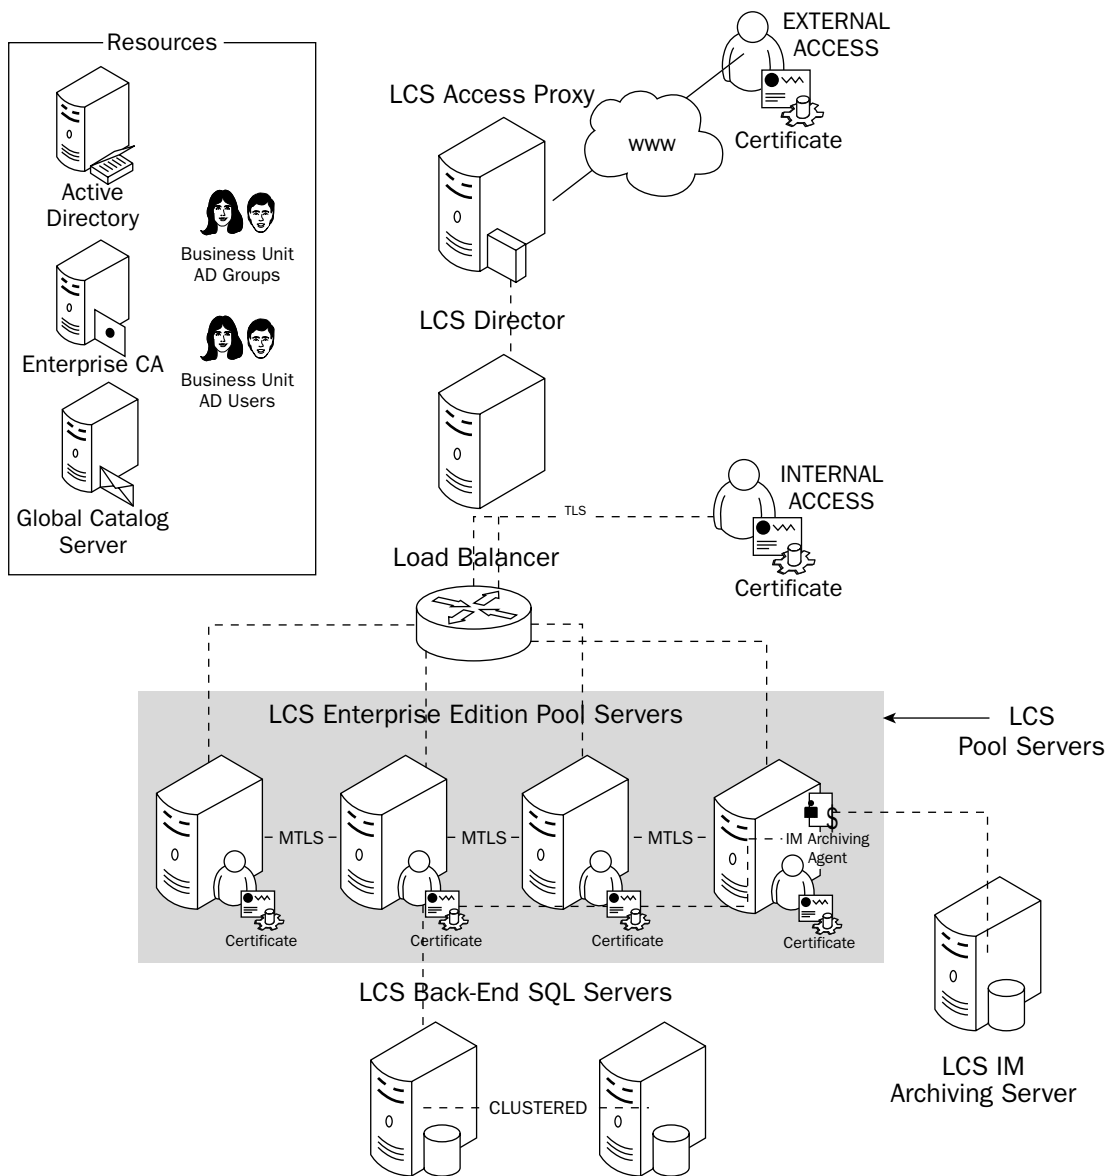 Resources
Active
Directory
Business Unit
AD Groups
Enterprise CA
Business Unit
AD Users
Global Catalog
Server
EXTERNAL
ACCESS
LCS Access Proxy
www
Certificate
LCS Director
INTERNAL
ACCESS
TLS
Certificate
Load Balancer
LCS Enterprise Edition Pool Servers
LCS
Pool Servers
MTLS
MTLS
MTLS
$
IM Archiving
Agent
Certificate
Certificate
Certificate
Certificate
LCS Back-End SQL Servers
CLUSTERED
LCS IM
Archiving Server